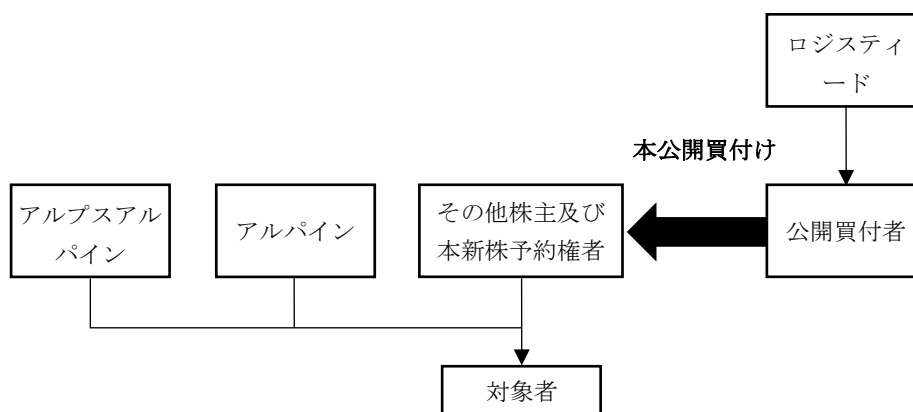 ロジスティ
ード
本公開買付け
アルプスアル
パイン
アルパイン
その他株主及び
本新株予約権者
公開買付者
対象者